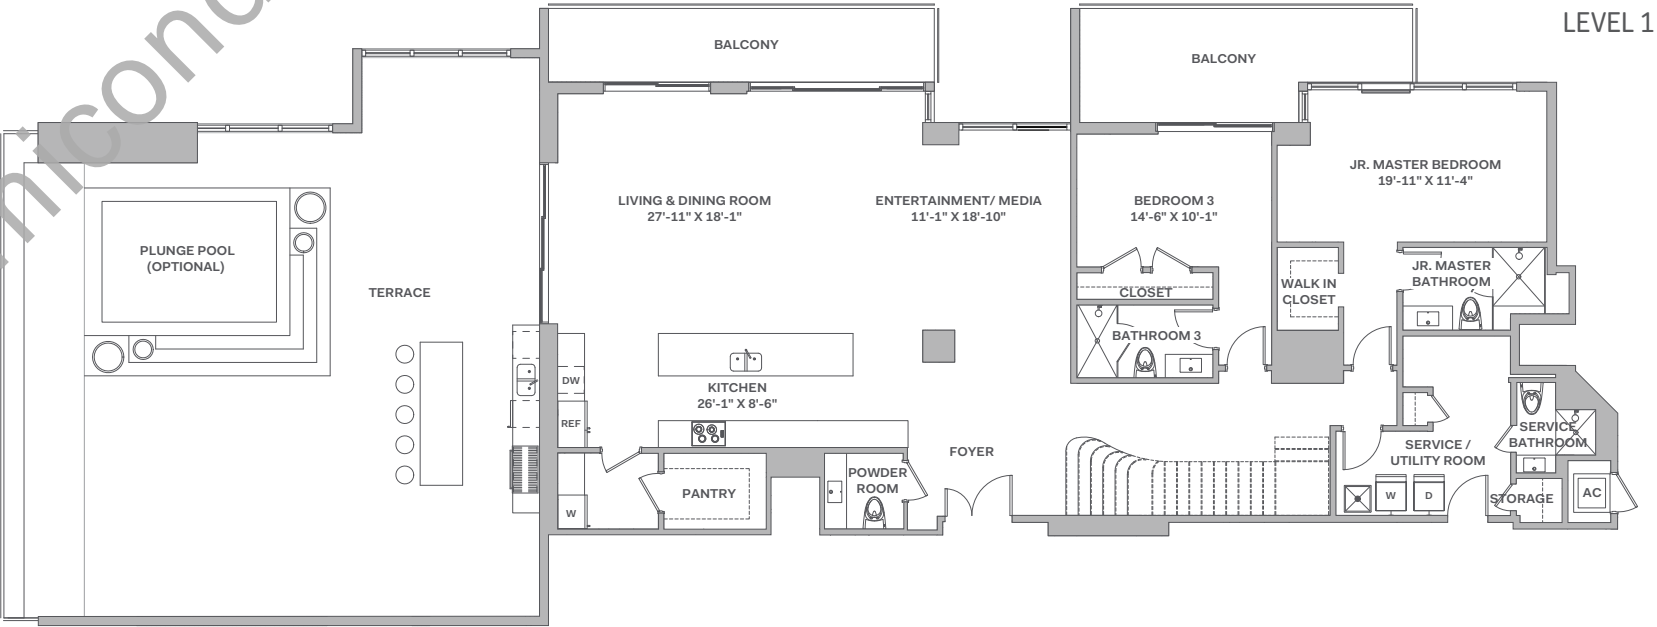 LEVEL 1
BALCONY
BALCONY
LIVING & DINING ROOM
27'-11" X 18'-1"
ENTERTAINMENT/ MEDIA
11'-1" X 18'-10"
BEDROOM 3
14'-6" X 10'-1"
JR. MASTER BEDROOM
19'-11" X 11'-4"
PLUNGE POOL
(OPTIONAL)
TERRACE
CLOSET
WALK IN
CLOSET
JR. MASTER
BATHROOM
BATHROOM 3
DW
REF
KITCHEN
26'-1" X 8'-6"
FOYER
PANTRY
W
POWDER
ROOM
SERVICE /
UTILITY ROOM
W
D
SERVICE
BATHROOM
STORAGE
AC